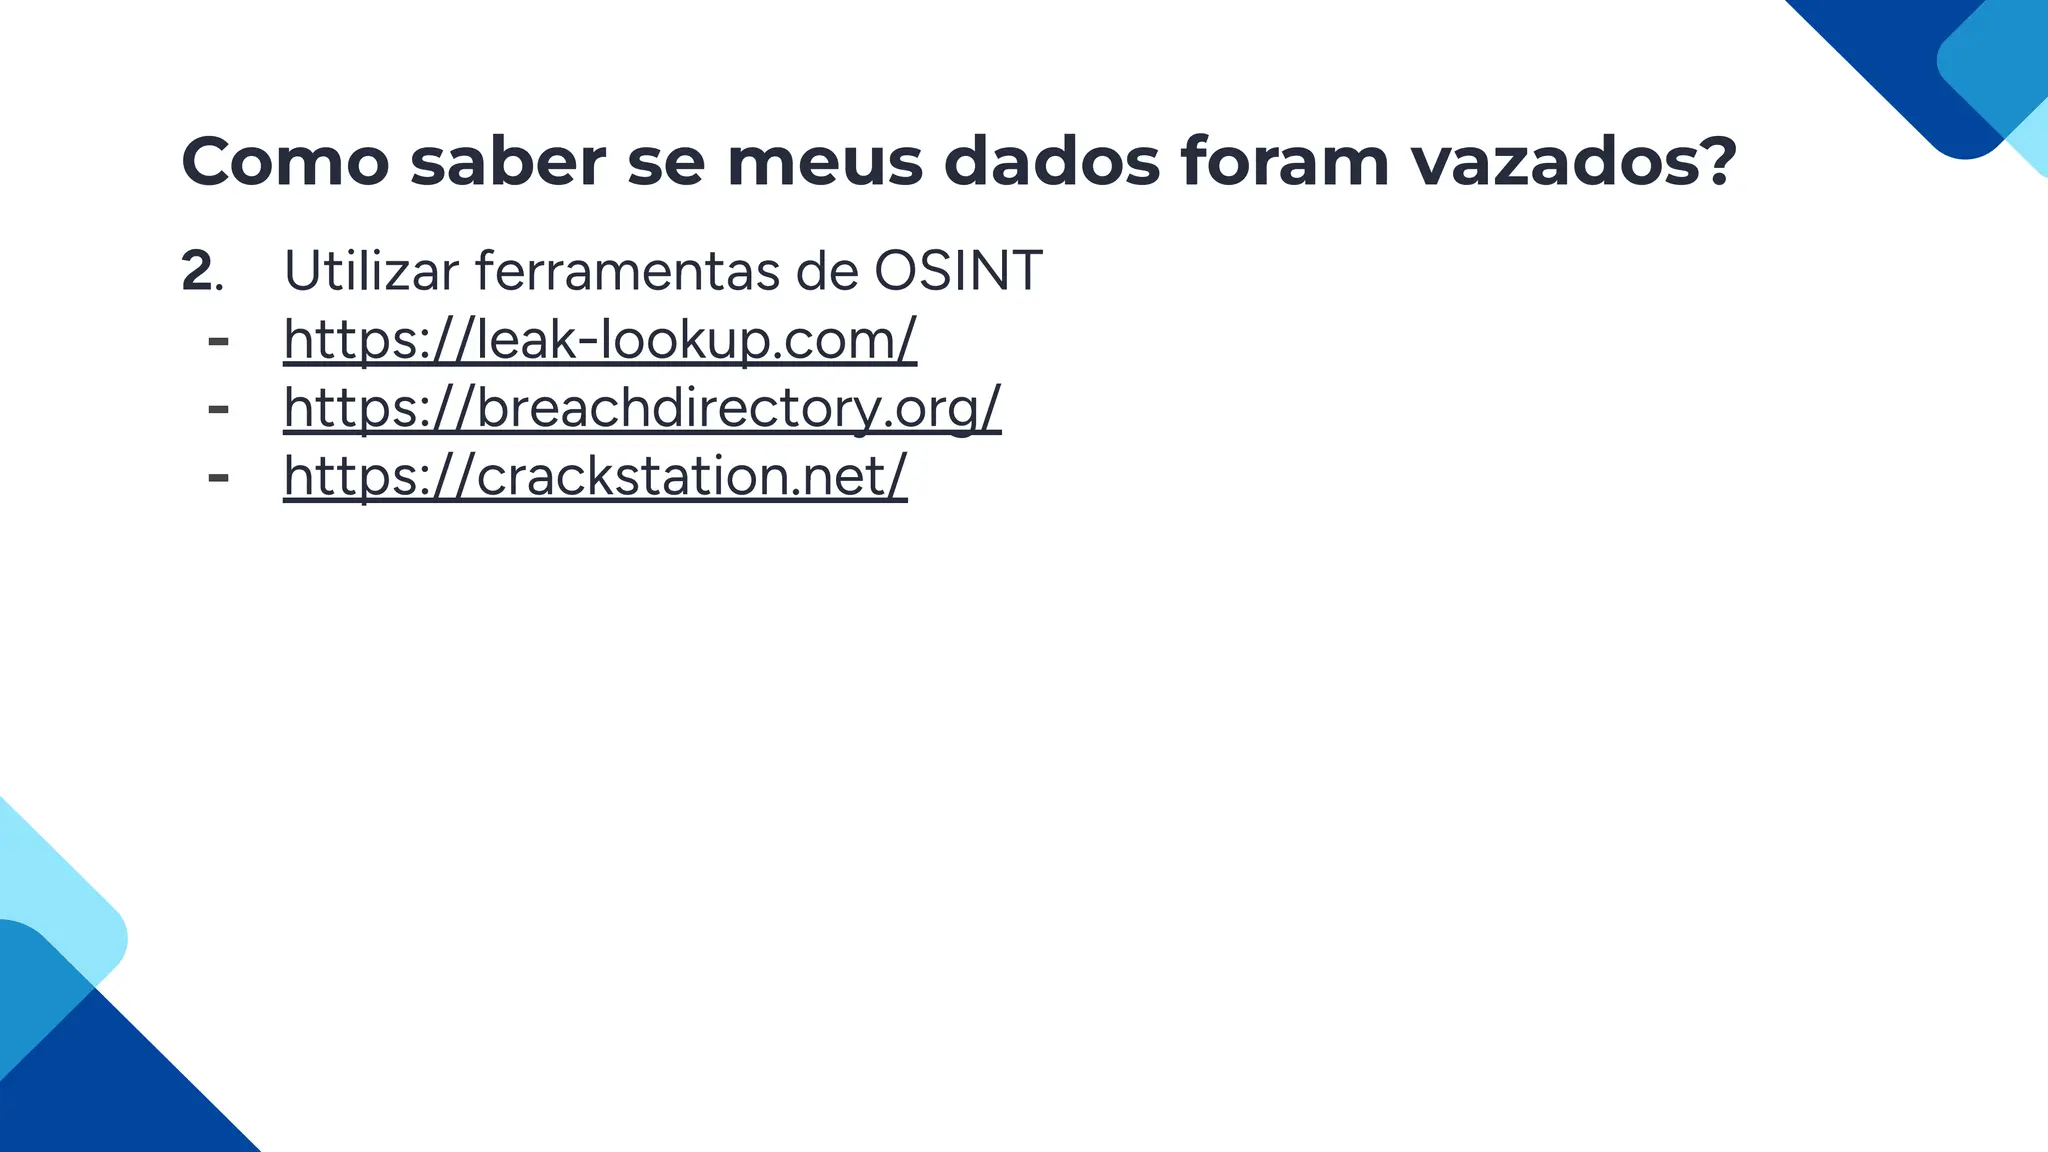 Como saber se meus dados foram vazados?
2. Utilizar ferramentas de OSINT
- https://leak-lookup.com/
- https://breachdirectory.org/
- https://crackstation.net/